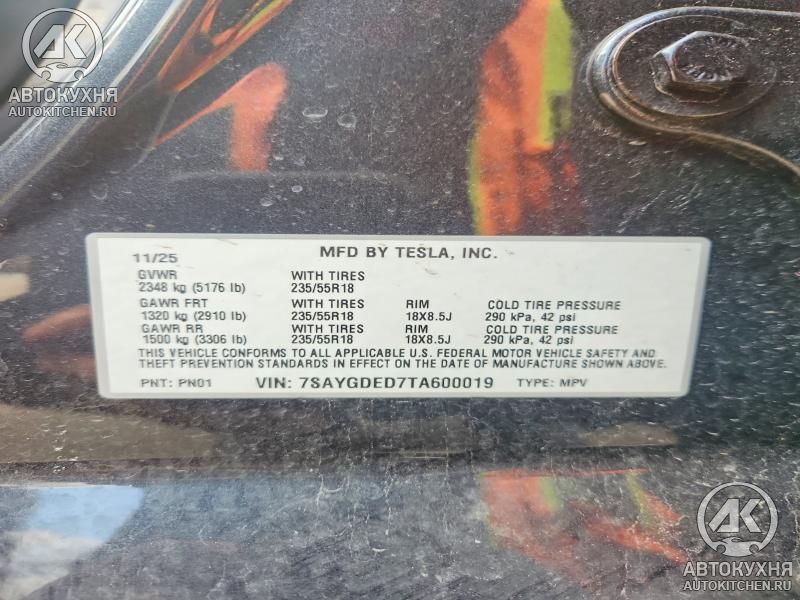 АК
АВТОКУХНЯ
AUTOKITCHEN.RU
11/25 MFD BY TESLA, INC.
GVWR WITH TIRES
2348 kg (5176 lb) 235/55R18
GAWR FRT WITH TIRES RIM COLD TIRE PRESSURE
1320 kg (2910 lb) 235/55R18 18X8.5J 290 kPa, 42 psi
GAWR RR WITH TIRES RIM COLD TIRE PRESSURE
1500 kg (3306 lb) 235/55R18 18X8.5J 290 kPa, 42 psi
THIS VEHICLE CONFORMS TO ALL APPLICABLE U.S. FEDERAL MOTOR VEHICLE SAFETY AND
THEFT PREVENTION STANDARDS IN EFFECT ON THE DATE OF MANUFACTURE SHOWN ABOVE.
PNT: PN01 VIN: 7SAYGDED7TA600019 TYPE: MPV
АК
АВТОКУХНЯ
AUTOKITCHEN.RU